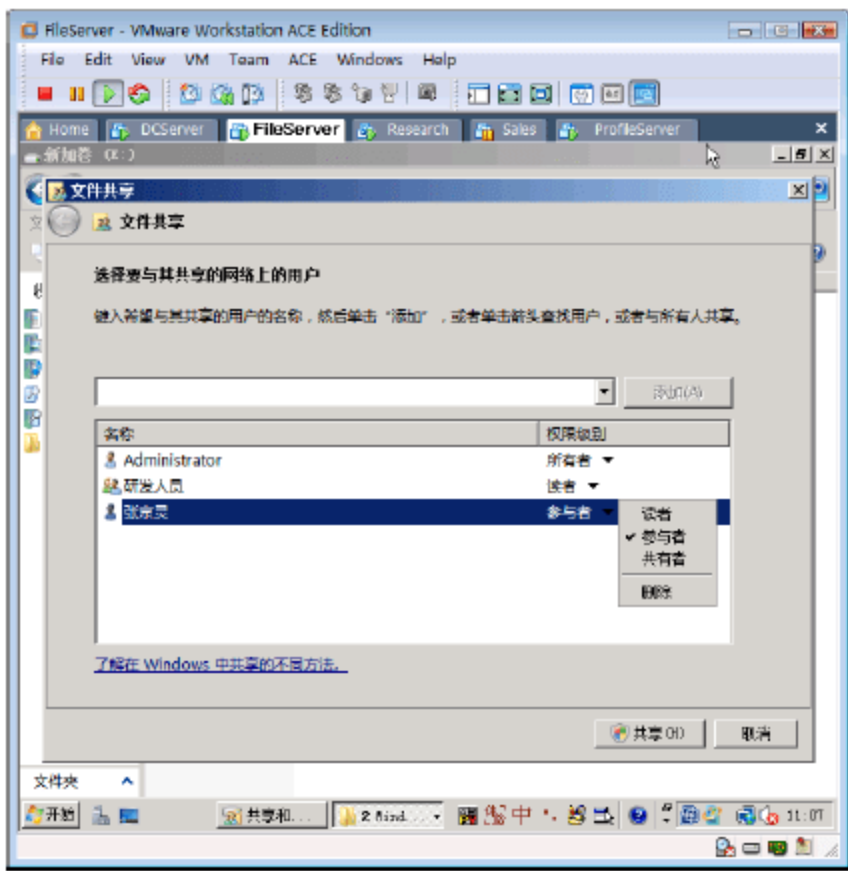 FileServer - VMware Workstation ACE Edition
File Edit View VM Team ACE Windows Help
Home DCServer FileServer Research Sales ProfileServer
新加卷 (E:)
文件共享
文件共享
选择要与其共享的网络上的用户
键入希望与其共享的用户的名称，然后单击“添加”，或者单击箭头查找用户，或者与所有人共享。
添加(A)
名称 权限级别
Administrator 所有者
研发人员 读者
参与者
读者
参与者
共有者
删除
了解在 Windows 中共享的不同方法。
共享(H) 取消
文件夹
开始 共享和... 2 Wind... 中 11:07